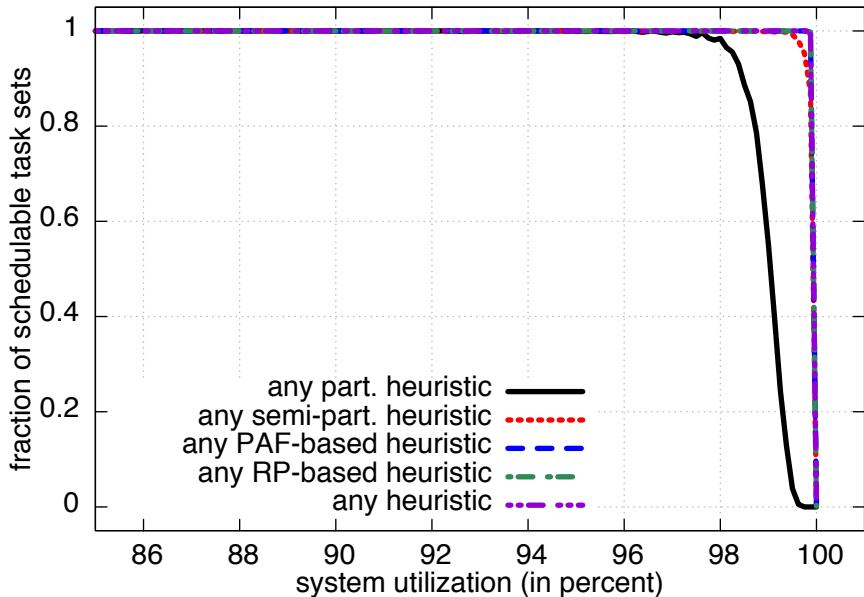 1
0.8
0.6
0.4
0.2
0
fraction of schedulable task sets
any part. heuristic
any semi-part. heuristic
any PAF-based heuristic
any RP-based heuristic
any heuristic
86 88 90 92 94 96 98 100
system utilization (in percent)